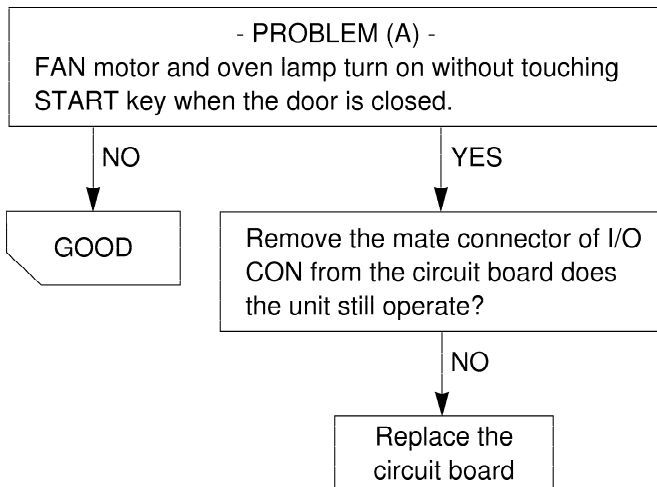 - PROBLEM (A) -
FAN motor and oven lamp turn on without touching
START key when the door is closed.
NO
YES
GOOD
Remove the mate connector of I/O
CON from the circuit board does
the unit still operate?
NO
Replace the
circuit board